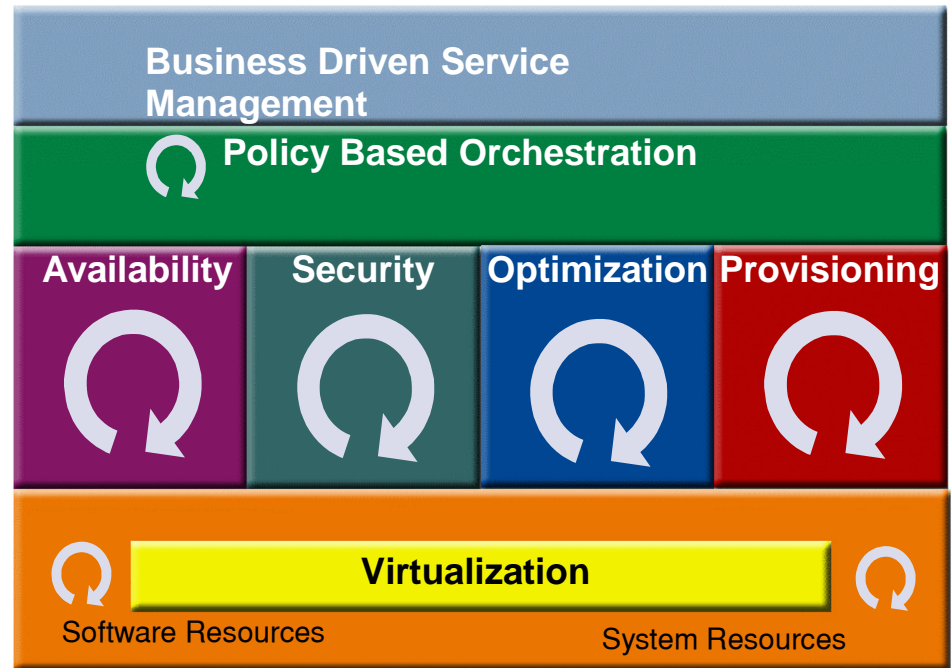 Business Driven Service
Management
Policy Based Orchestration
Availability
Security
Optimization
Provisioning
Virtualization
Software Resources
System Resources